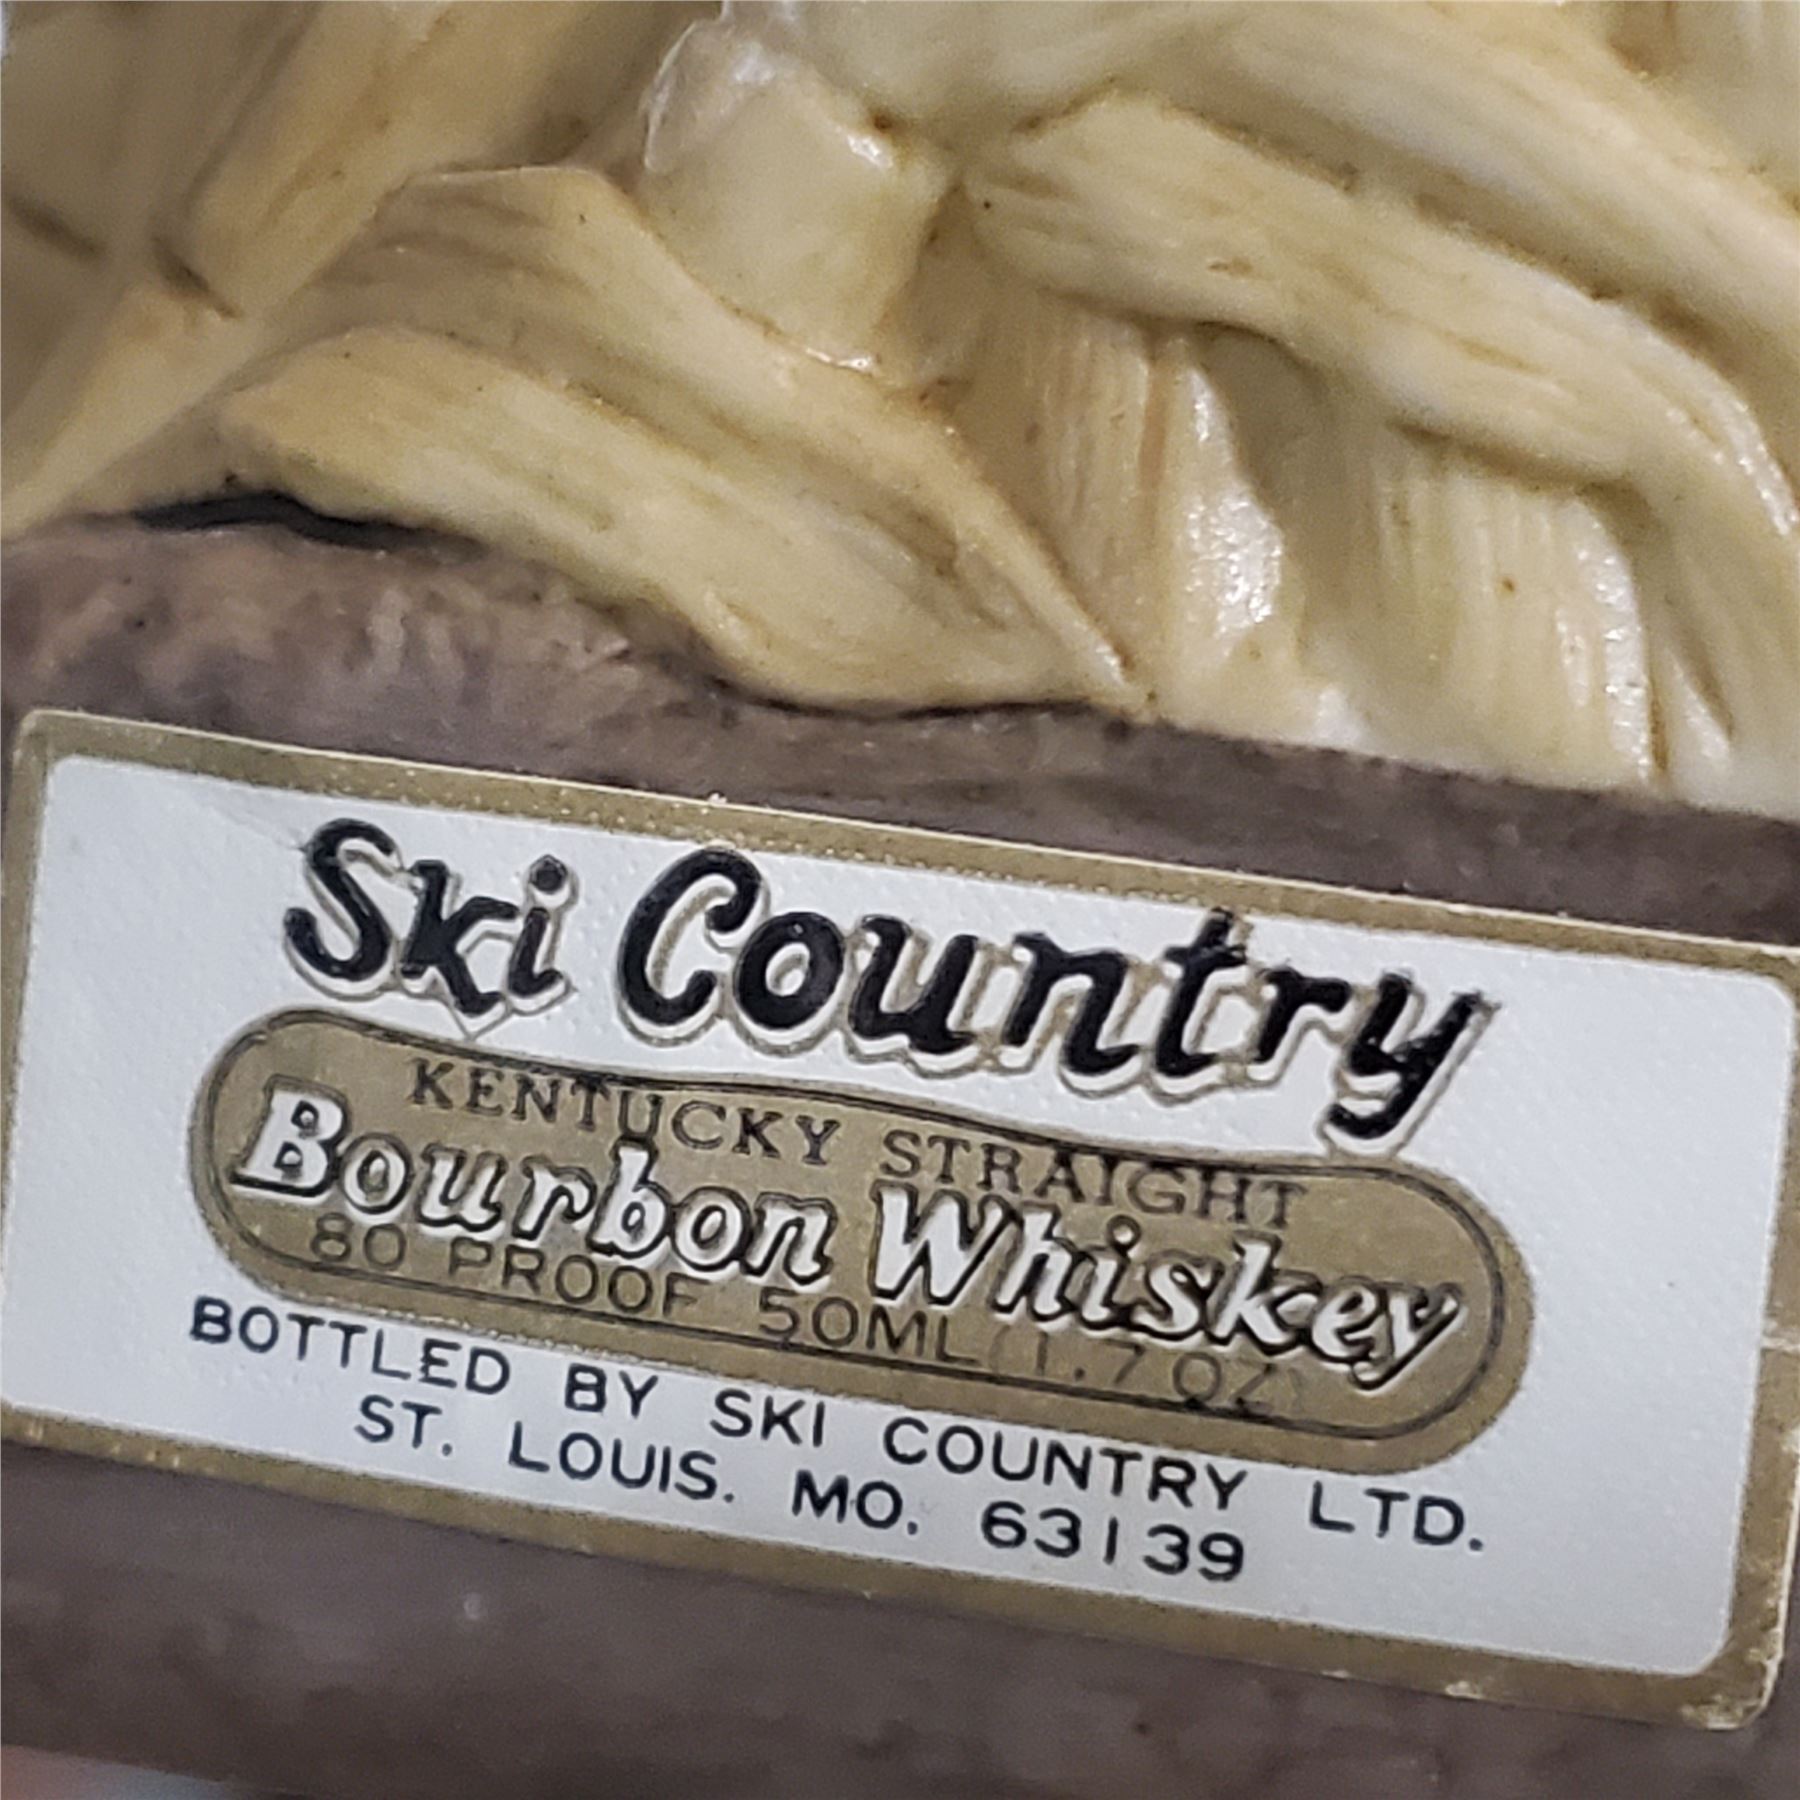 Ski Country
KENTUCKY STRAIGHT
Bourbon Whiskey
80 PROOF 50ML (1.7 OZ)
BOTTLED BY SKI COUNTRY LTD.
ST. LOUIS. MO. 63139